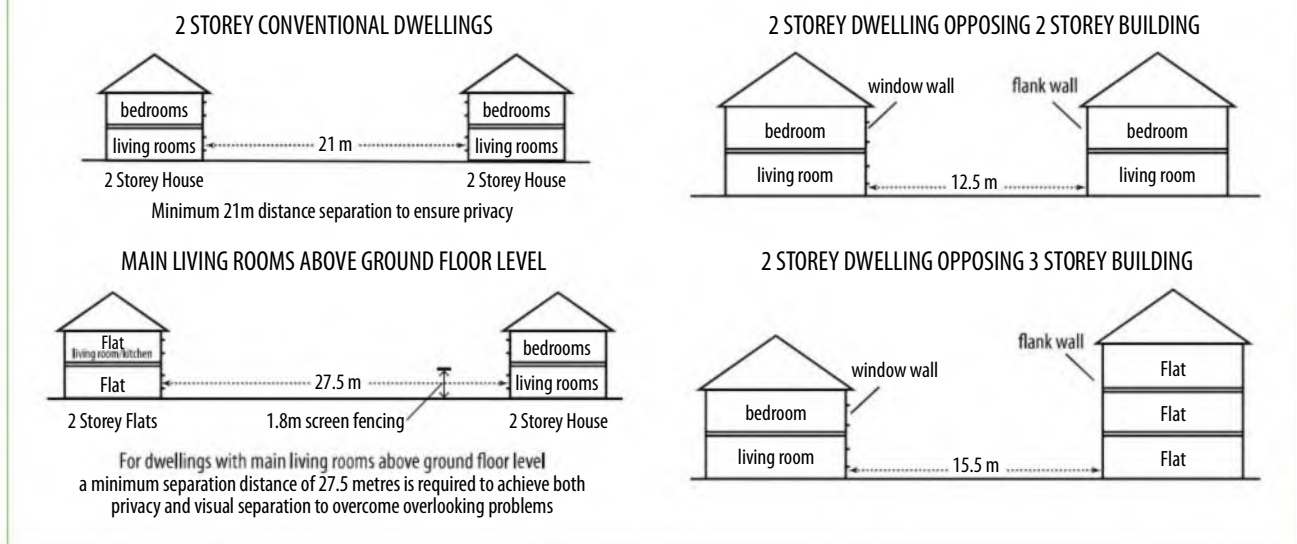 2 STOREY CONVENTIONAL DWELLINGS
bedrooms
bedrooms
living rooms
21 m
living rooms
2 Storey House
2 Storey House
Minimum 21m distance separation to ensure privacy
2 STOREY DWELLING OPPOSING 2 STOREY BUILDING
window wall
flank wall
bedroom
bedroom
living room
12.5 m
living room
MAIN LIVING ROOMS ABOVE GROUND FLOOR LEVEL
Flat
living room/kitchen
bedrooms
Flat
27.5 m
living rooms
2 Storey Flats
1.8m screen fencing
2 Storey House
For dwellings with main living rooms above ground floor level
a minimum separation distance of 27.5 metres is required to achieve both
privacy and visual separation to overcome overlooking problems
2 STOREY DWELLING OPPOSING 3 STOREY BUILDING
flank wall
window wall
Flat
bedroom
Flat
living room
15.5 m
Flat